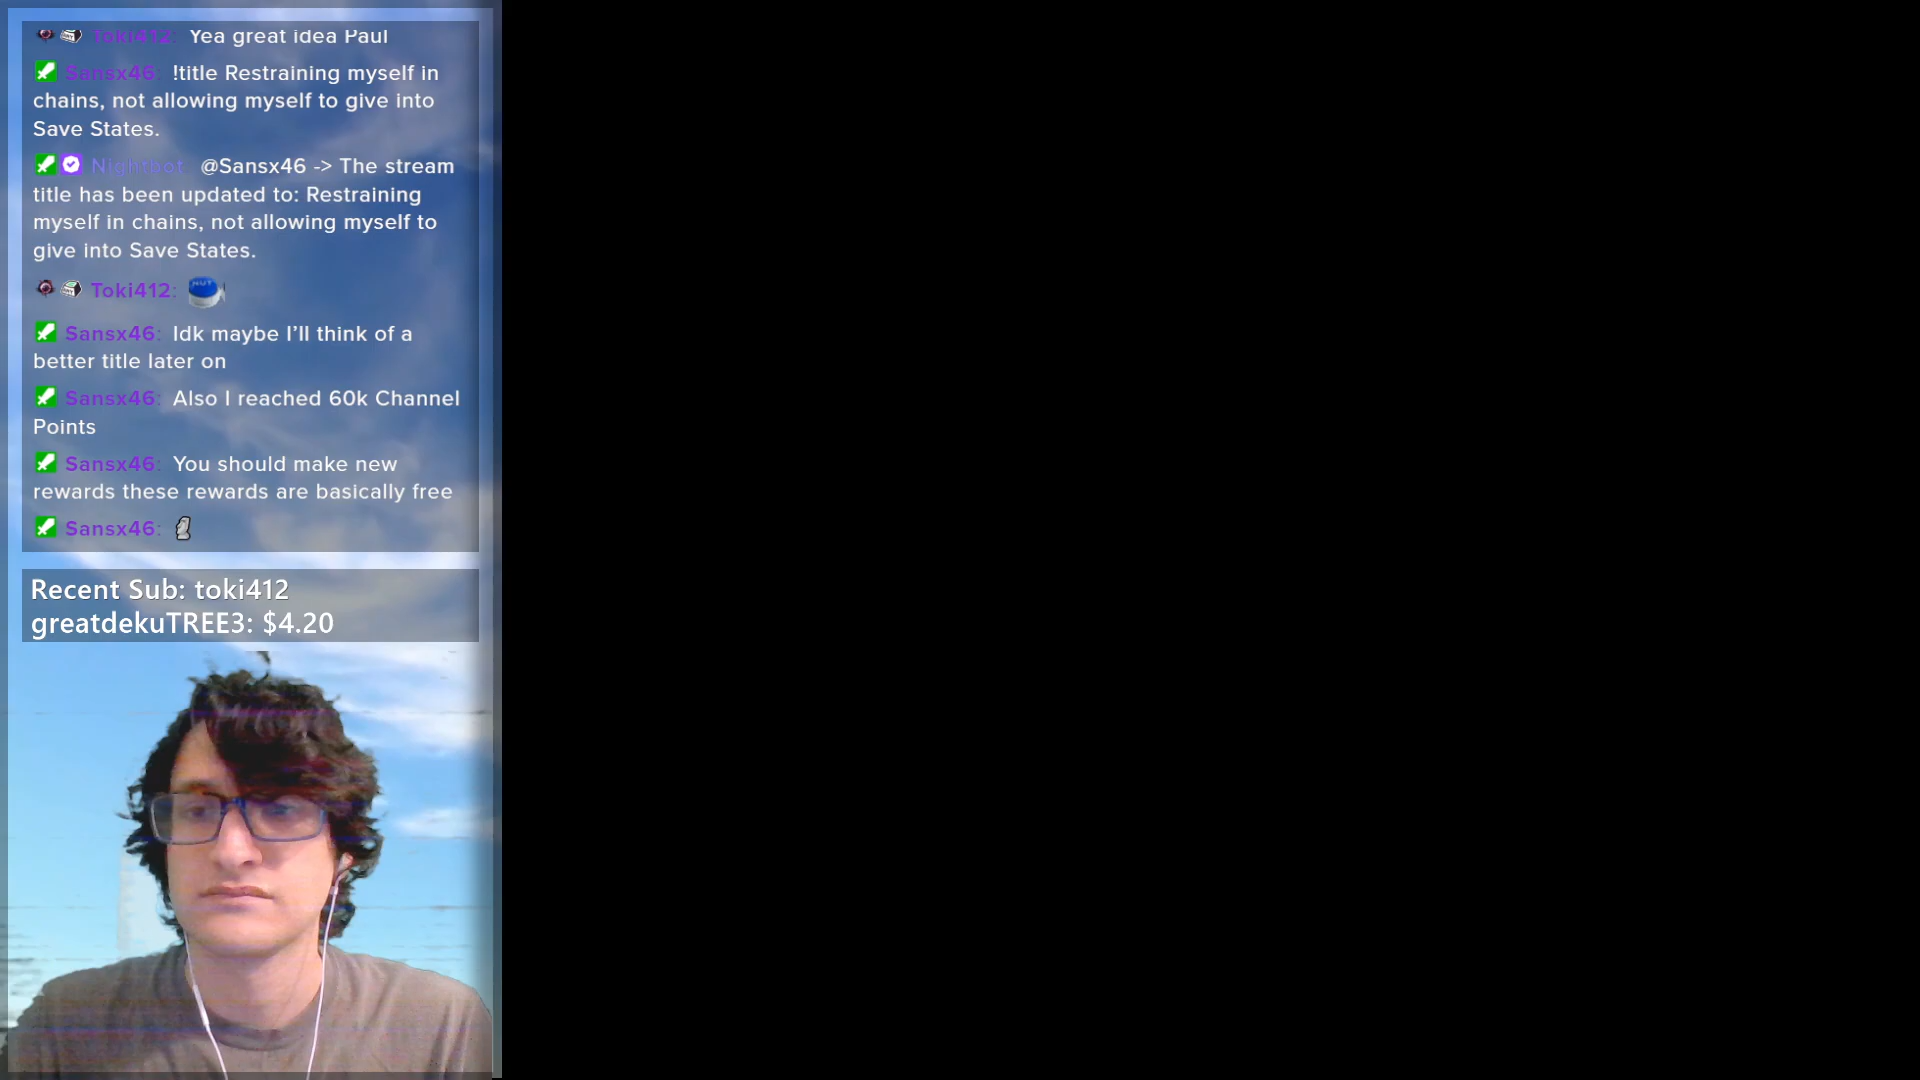 Toki412: Yea great idea Paul
Sansx46: !title Restraining myself in
chains, not allowing myself to give into
Save States.
Nightbot: @Sansx46 -> The stream
title has been updated to: Restraining
myself in chains, not allowing myself to
give into Save States.
Toki412: NUT
Sansx46: Idk maybe I’ll think of a
better title later on
Sansx46: Also I reached 60k Channel
Points
Sansx46: You should make new
rewards these rewards are basically free
Sansx46:
Recent Sub: toki412
greatdekuTREE3: $4.20